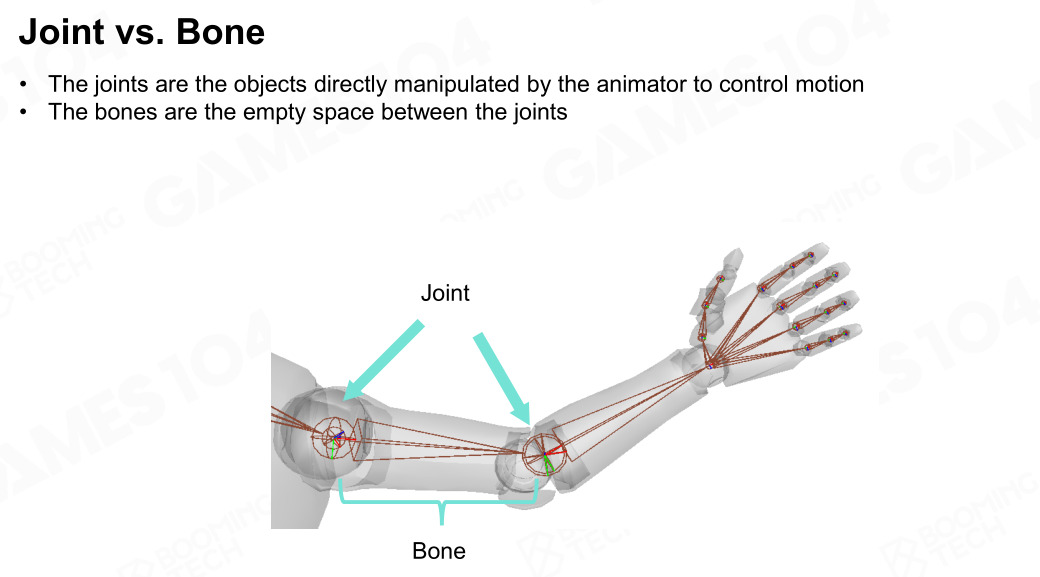 Joint vs. Bone
• The joints are the objects directly manipulated by the animator to control motion
• The bones are the empty space between the joints
Joint
Bone
GAMES104
BOOMING
TECH